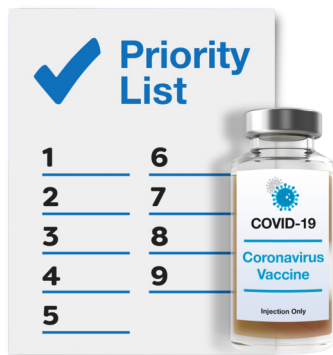 Priority
List
1
2
3
4
5
6
7
8
9
COVID-19
Coronavirus
Vaccine
Injection Only